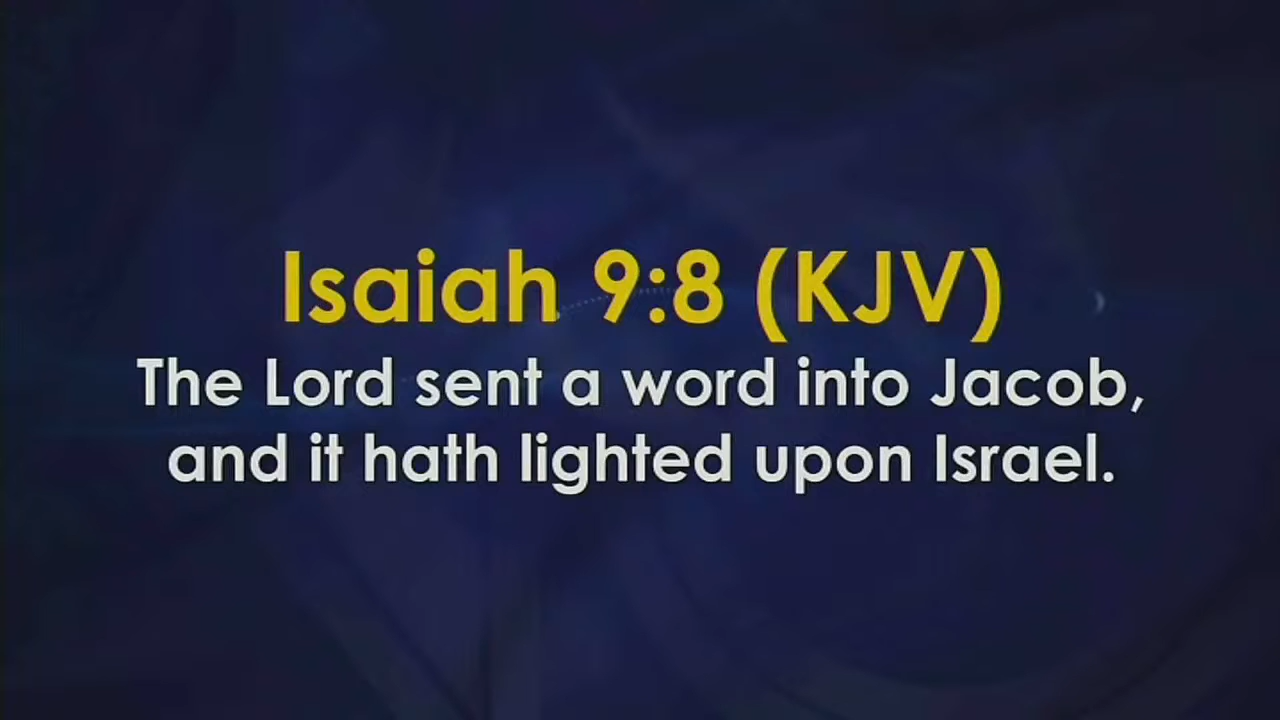 Isaiah 9:8 (KJV)
The Lord sent a word into Jacob,
and it hath lighted upon Israel.